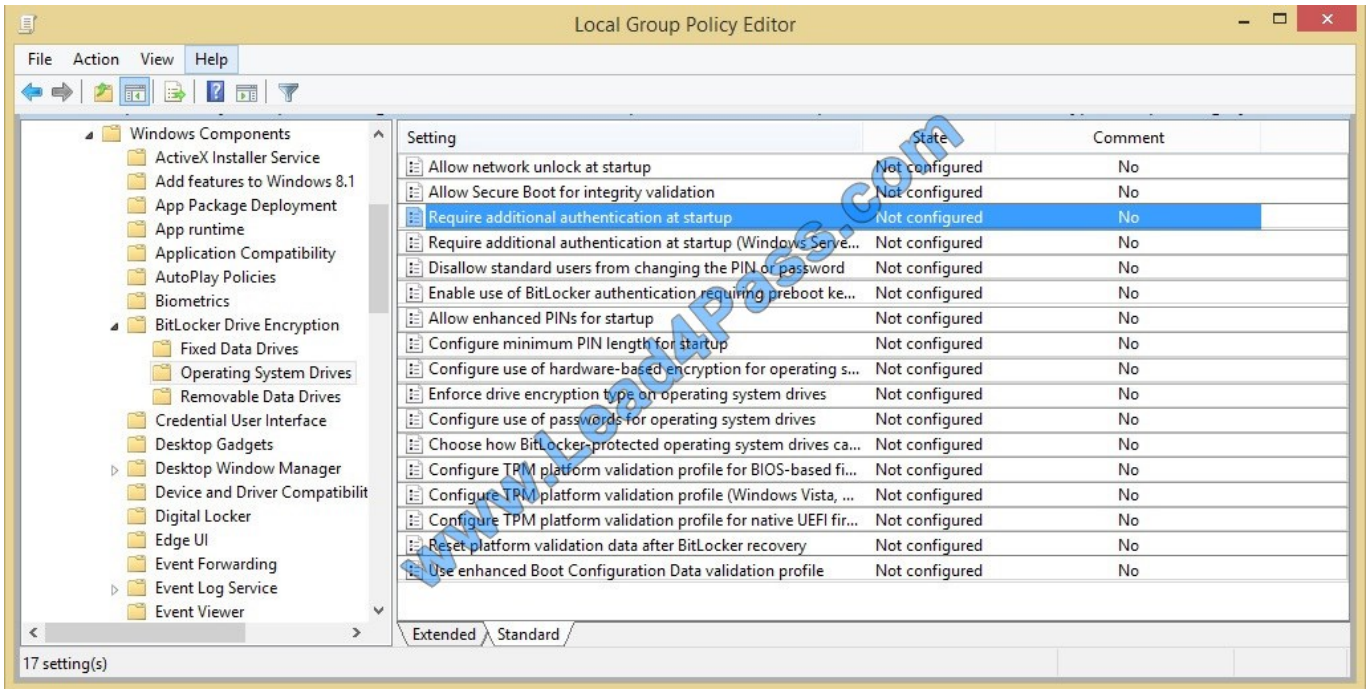 Local Group Policy Editor
File Action View Help
Windows Components
ActiveX Installer Service
Add features to Windows 8.1
App Package Deployment
App runtime
Application Compatibility
AutoPlay Policies
Biometrics
BitLocker Drive Encryption
Fixed Data Drives
Operating System Drives
Removable Data Drives
Credential User Interface
Desktop Gadgets
Desktop Window Manager
Device and Driver Compatibilit
Digital Locker
Edge UI
Event Forwarding
Event Log Service
Event Viewer
Setting State Comment
Allow network unlock at startup Not configured No
Allow Secure Boot for integrity validation Not configured No
Require additional authentication at startup Not configured No
Require additional authentication at startup (Windows Serve... Not configured No
Disallow standard users from changing the PIN or password Not configured No
Enable use of BitLocker authentication requiring preboot ke... Not configured No
Allow enhanced PINs for startup Not configured No
Configure minimum PIN length for startup Not configured No
Configure use of hardware-based encryption for operating s... Not configured No
Enforce drive encryption type on operating system drives Not configured No
Configure use of passwords for operating system drives Not configured No
Choose how BitLocker-protected operating system drives ca... Not configured No
Configure TPM platform validation profile for BIOS-based fi... Not configured No
Configure TPM platform validation profile (Windows Vista, ... Not configured No
Configure TPM platform validation profile for native UEFI fir... Not configured No
Reset platform validation data after BitLocker recovery Not configured No
Use enhanced Boot Configuration Data validation profile Not configured No
www.Lead4Pass.com
Extended Standard
17 setting(s)